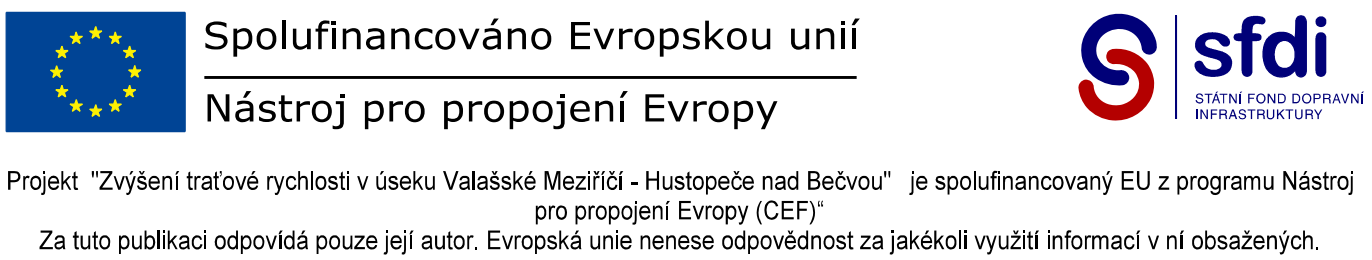 Spolufinancováno Evropskou unií
Nástroj pro propojení Evropy
sfdi
STÁTNÍ FOND DOPRAVNÍ
INFRASTRUKTURY
Projekt "Zvýšení traťové rychlosti v úseku Valašské Meziříčí - Hustopeče nad Bečvou" je spolufinancovaný EU z programu Nástroj
pro propojení Evropy (CEF)“
Za tuto publikaci odpovídá pouze její autor. Evropská unie nenese odpovědnost za jakékoli využití informací v ní obsažených.